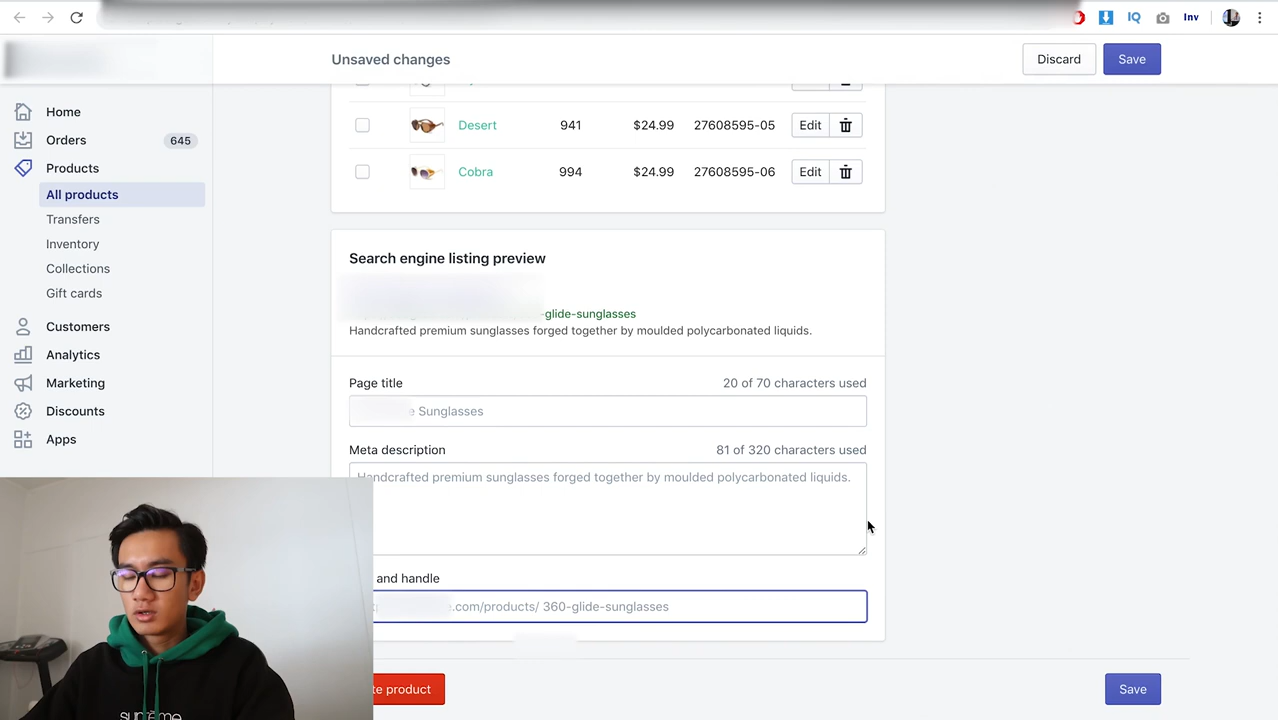 IQ
Inv
Unsaved changes
Discard
Save
Home
Orders 645
Products
All products
Transfers
Inventory
Collections
Gift cards
Customers
Analytics
Marketing
Discounts
Apps
Desert 941 $24.99 27608595-05 Edit
Cobra 994 $24.99 27608595-06 Edit
Search engine listing preview
-glide-sunglasses
Handcrafted premium sunglasses forged together by moulded polycarbonated liquids.
Page title 20 of 70 characters used
e Sunglasses
Meta description 81 of 320 characters used
Handcrafted premium sunglasses forged together by moulded polycarbonated liquids.
and handle
.com/products/ 360-glide-sunglasses
te product
Save
supreme